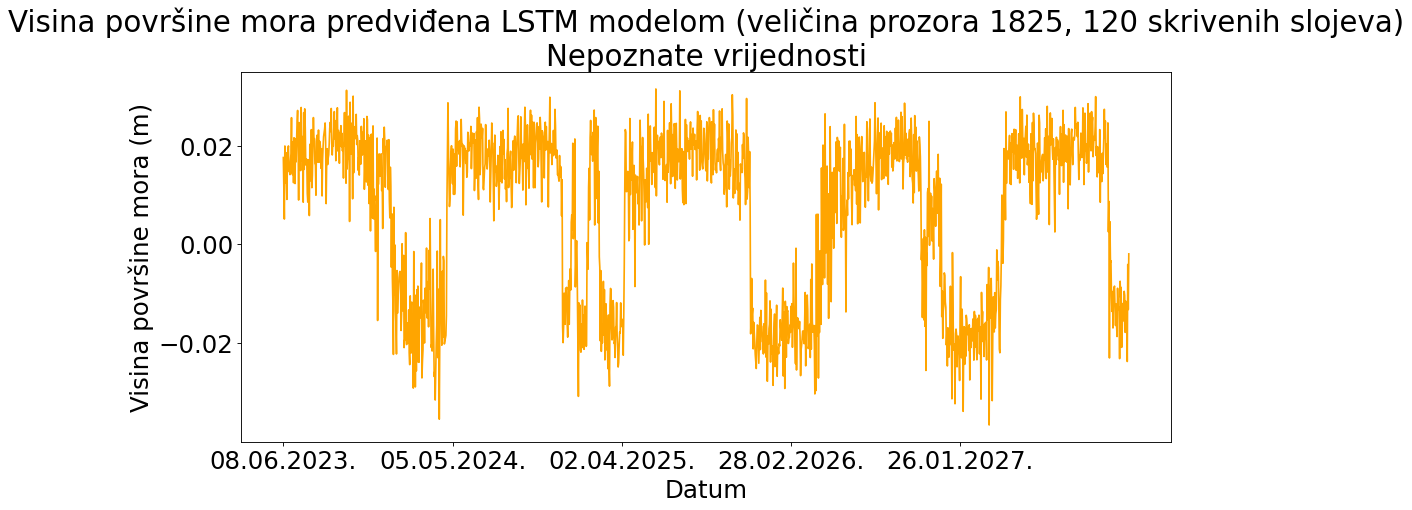 Visina površine mora predviđena LSTM modelom (veličina prozora 1825, 120 skrivenih slojeva)
Nepoznate vrijednosti
Visina površine mora (m)
0.02
0.00
−0.02
08.06.2023. 05.05.2024. 02.04.2025. 28.02.2026. 26.01.2027.
Datum